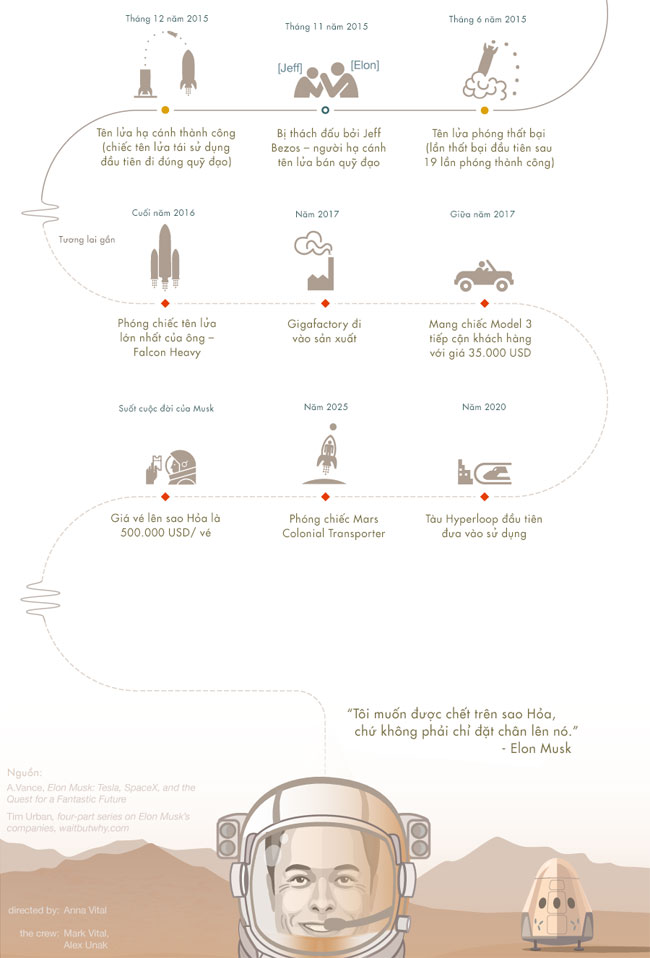 Tháng 12 năm 2015
Tháng 11 năm 2015
Tháng 6 năm 2015
[Jeff]
[Elon]
Tên lửa hạ cánh thành công
(chiếc tên lửa tái sử dụng
đầu tiên đi đúng quỹ đạo)
Bị thách đấu bởi Jeff
Bezos – người hạ cánh
tên lửa bán quỹ đạo
Tên lửa phóng thất bại
(lần thất bại đầu tiên sau
19 lần phóng thành công)
Tương lai gần
Cuối năm 2016
Năm 2017
Giữa năm 2017
Phóng chiếc tên lửa
lớn nhất của ông –
Falcon Heavy
Gigafactory đi
vào sản xuất
Mang chiếc Model 3
tiếp cận khách hàng
với giá 35.000 USD
Suốt cuộc đời của Musk
Năm 2025
Năm 2020
Giá vé lên sao Hỏa là
500.000 USD/ vé
Phóng chiếc Mars
Colonial Transporter
Tàu Hyperloop đầu tiên
đưa vào sử dụng
“Tôi muốn được chết trên sao Hỏa,
chứ không phải chỉ đặt chân lên nó.”
- Elon Musk
Nguồn:
A.Vance, Elon Musk: Tesla, SpaceX, and the
Quest for a Fantastic Future
Tim Urban, four-part series on Elon Musk's
companies, waitbutwhy.com
directed by: Anna Vital
the crew: Mark Vital,
Alex Unak